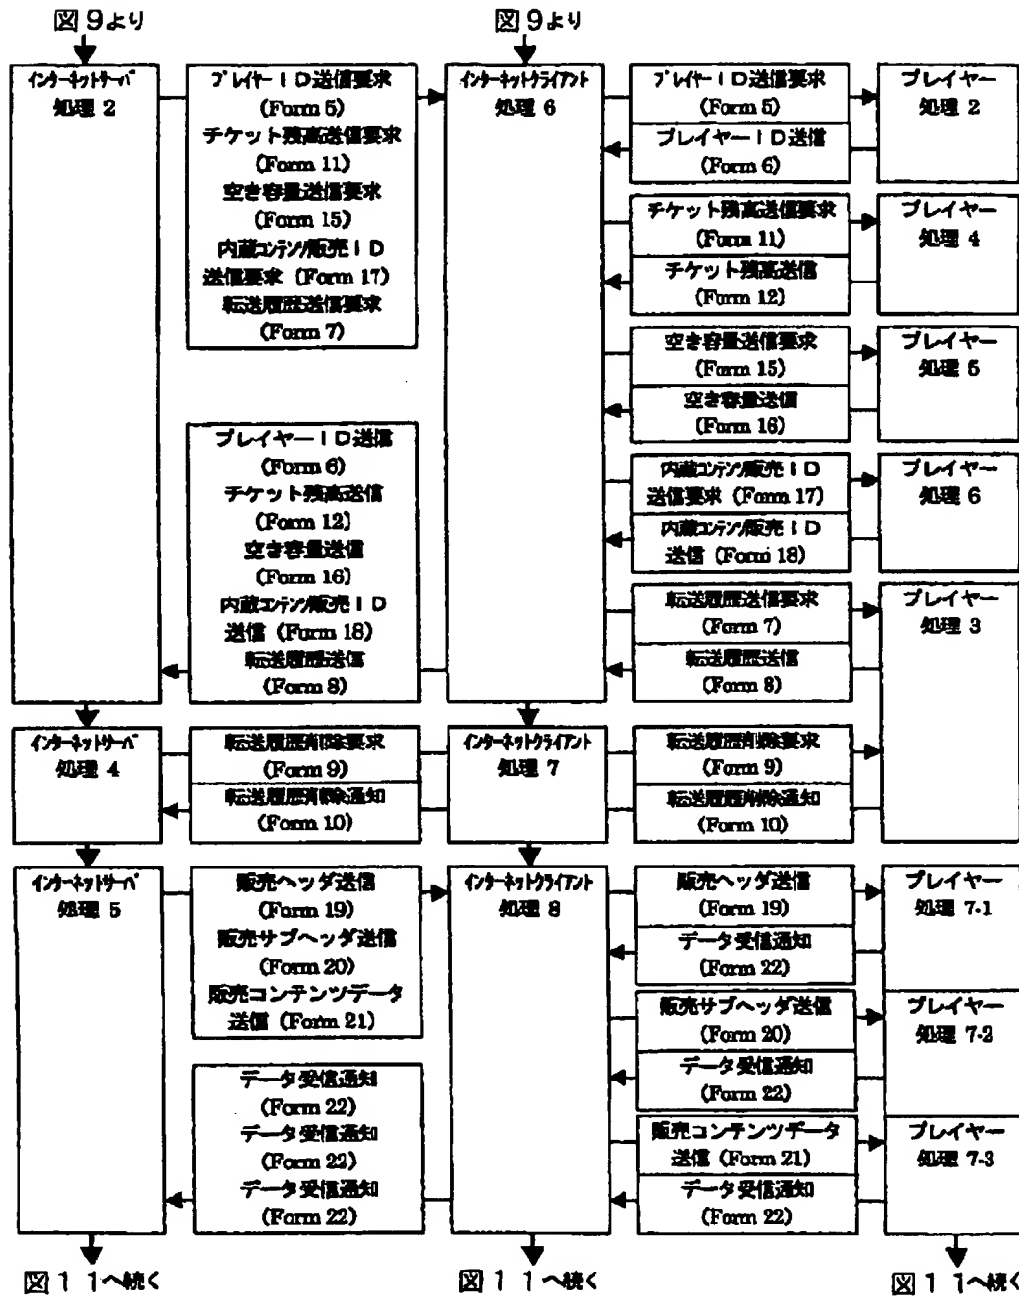 図9より
図9より
インターネットサーバ
処理 2
プレイヤーID送信要求
(Form 5)
チケット残高送信要求
(Form 11)
空き容量送信要求
(Form 15)
内蔵コンテンツ販売ID
送信要求 (Form 17)
転送履歴送信要求
(Form 7)
プレイヤーID送信
(Form 6)
チケット残高送信
(Form 12)
空き容量送信
(Form 16)
内蔵コンテンツ販売ID
送信 (Form 18)
転送履歴送信
(Form 8)
インターネットクライアント
処理 6
プレイヤーID送信要求
(Form 5)
プレイヤーID送信
(Form 6)
チケット残高送信要求
(Form 11)
チケット残高送信
(Form 12)
空き容量送信要求
(Form 15)
空き容量送信
(Form 16)
内蔵コンテンツ販売ID
送信要求 (Form 17)
内蔵コンテンツ販売ID
送信 (Form 18)
転送履歴送信要求
(Form 7)
転送履歴送信
(Form 8)
プレイヤー
処理 2
プレイヤー
処理 4
プレイヤー
処理 5
プレイヤー
処理 6
プレイヤー
処理 3
インターネットサーバ
処理 4
転送履歴削除要求
(Form 9)
転送履歴削除通知
(Form 10)
インターネットクライアント
処理 7
転送履歴削除要求
(Form 9)
転送履歴削除通知
(Form 10)
インターネットサーバ
処理 5
販売ヘッダ送信
(Form 19)
販売サブヘッダ送信
(Form 20)
販売コンテンツデータ
送信 (Form 21)
データ受信通知
(Form 22)
データ受信通知
(Form 22)
データ受信通知
(Form 22)
インターネットクライアント
処理 8
販売ヘッダ送信
(Form 19)
データ受信通知
(Form 22)
販売サブヘッダ送信
(Form 20)
データ受信通知
(Form 22)
販売コンテンツデータ
送信 (Form 21)
データ受信通知
(Form 22)
プレイヤー
処理 7-1
プレイヤー
処理 7-2
プレイヤー
処理 7-3
図11へ続く
図11へ続く
図11へ続く